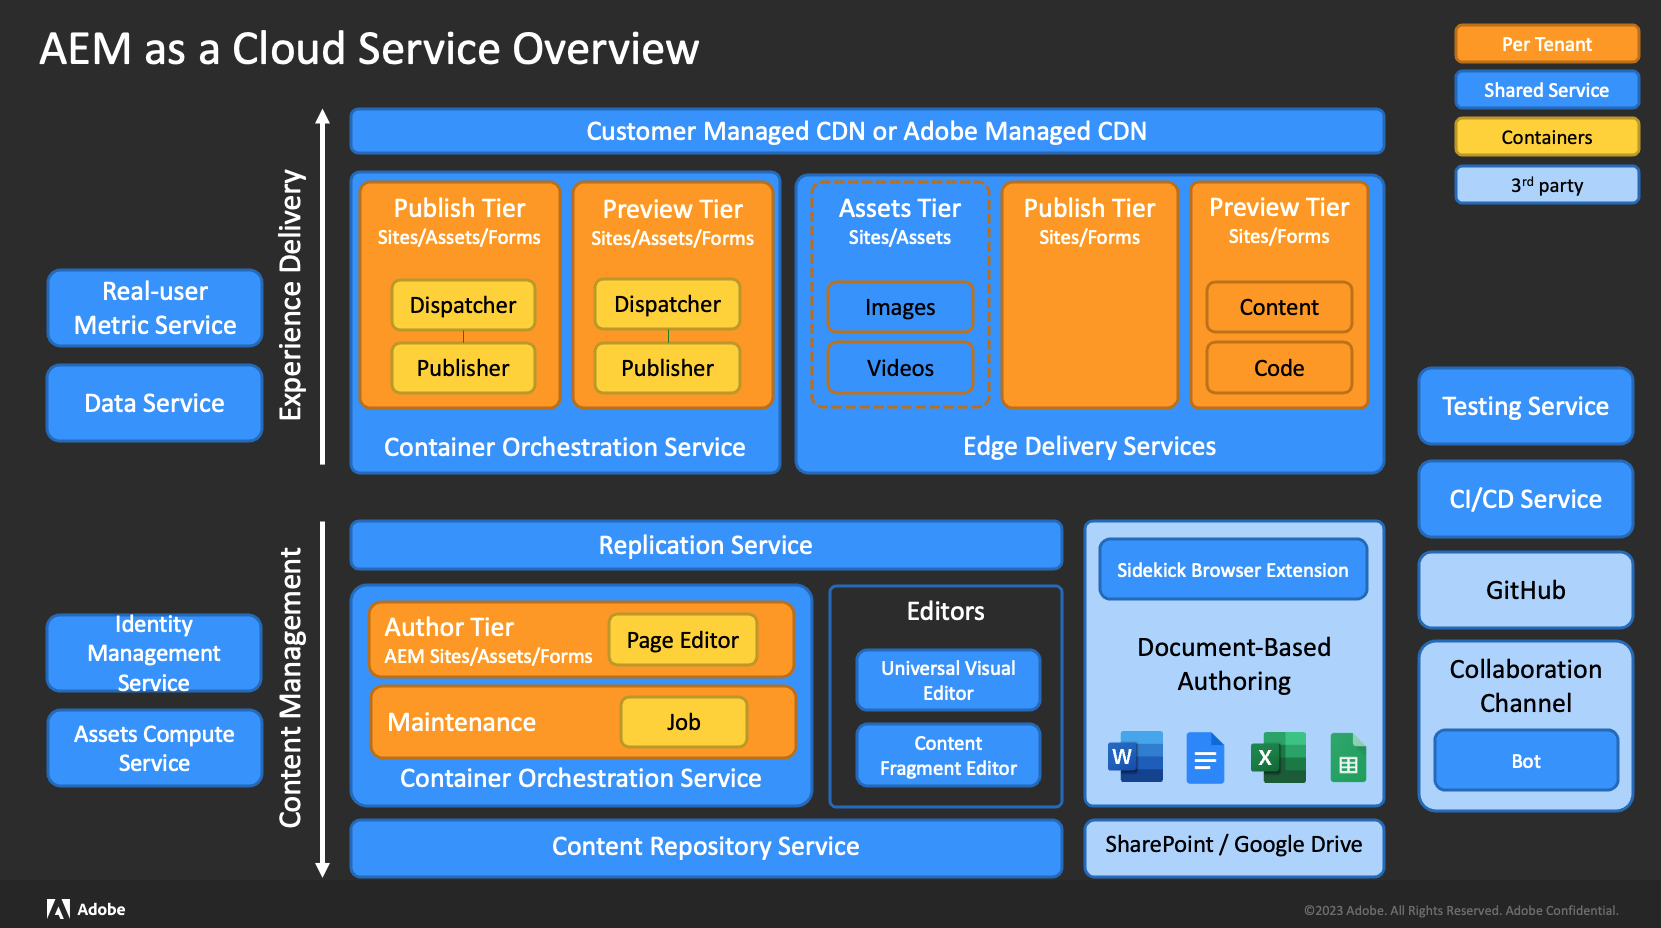 AEM as a Cloud Service Overview
Per Tenant
Shared Service
Containers
3rd party
Experience Delivery
Customer Managed CDN or Adobe Managed CDN
Publish Tier
Sites/Assets/Forms
Dispatcher
Publisher
Preview Tier
Sites/Assets/Forms
Dispatcher
Publisher
Container Orchestration Service
Assets Tier
Sites/Assets
Images
Videos
Publish Tier
Sites/Forms
Preview Tier
Sites/Forms
Content
Code
Edge Delivery Services
Real-user
Metric Service
Data Service
Testing Service
CI/CD Service
GitHub
Collaboration
Channel
Bot
Content Management
Identity
Management
Service
Assets Compute
Service
Replication Service
Author Tier
AEM Sites/Assets/Forms
Page Editor
Maintenance
Job
Container Orchestration Service
Editors
Universal Visual
Editor
Content
Fragment Editor
Content Repository Service
Sidekick Browser Extension
Document-Based
Authoring
W
X
SharePoint / Google Drive
Adobe
©2023 Adobe. All Rights Reserved. Adobe Confidential.